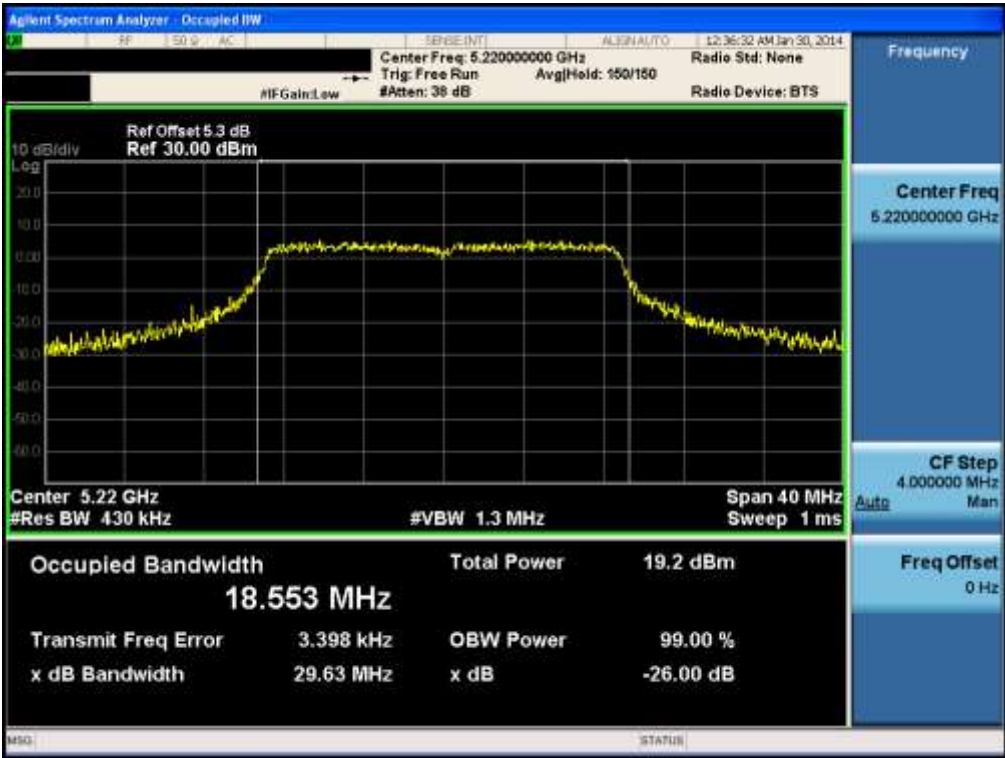 Agilent Spectrum Analyzer - Occupied BW
RF 50 Ω AC SENSE:INT ALIGN AUTO 12:36:32 AM Jan 30, 2014
Center Freq: 5.220000000 GHz Radio Std: None
Trig: Free Run Avg|Hold: 150/150
#IFGain:Low #Atten: 38 dB Radio Device: BTS
Frequency
Ref Offset 5.3 dB
10 dB/div Ref 30.00 dBm
Log
20.0
10.0
0.00
-10.0
-20.0
-30.0
-40.0
-50.0
-60.0
Center 5.22 GHz Span 40 MHz
#Res BW 430 kHz #VBW 1.3 MHz Sweep 1 ms
Center Freq
5.220000000 GHz
CF Step
4.000000 MHz
Auto Man
Freq Offset
0 Hz
Occupied Bandwidth Total Power 19.2 dBm
18.553 MHz
Transmit Freq Error 3.398 kHz OBW Power 99.00 %
x dB Bandwidth 29.63 MHz x dB -26.00 dB
MSG STATUS